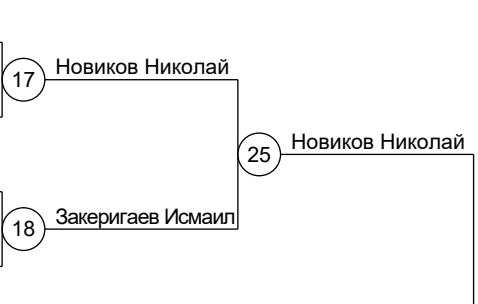 17 Новиков Николай
25 Новиков Николай
18 Закеригаев Исмаил